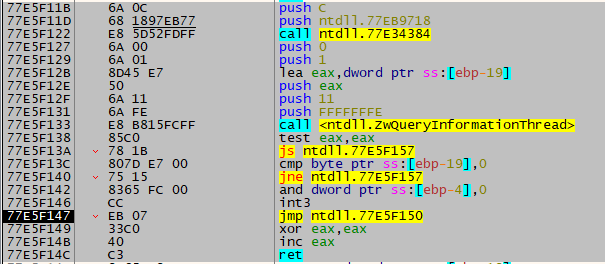 77E5F11B 6A 0C push C
77E5F11D 68 1897EB77 push ntdll.77EB9718
77E5F122 E8 5D52FDFF call ntdll.77E34384
77E5F127 6A 00 push 0
77E5F129 6A 01 push 1
77E5F12B 8D45 E7 lea eax,dword ptr ss:[ebp-19]
77E5F12E 50 push eax
77E5F12F 6A 11 push 11
77E5F131 6A FE push FFFFFFFE
77E5F133 E8 B815FCFF call <ntdll.ZwQueryInformationThread>
77E5F138 85C0 test eax,eax
77E5F13A 78 1B js ntdll.77E5F157
77E5F13C 807D E7 00 cmp byte ptr ss:[ebp-19],0
77E5F140 75 15 jne ntdll.77E5F157
77E5F142 8365 FC 00 and dword ptr ss:[ebp-4],0
77E5F146 CC int3
77E5F147 EB 07 jmp ntdll.77E5F150
77E5F149 33C0 xor eax,eax
77E5F14B 40 inc eax
77E5F14C C3 ret